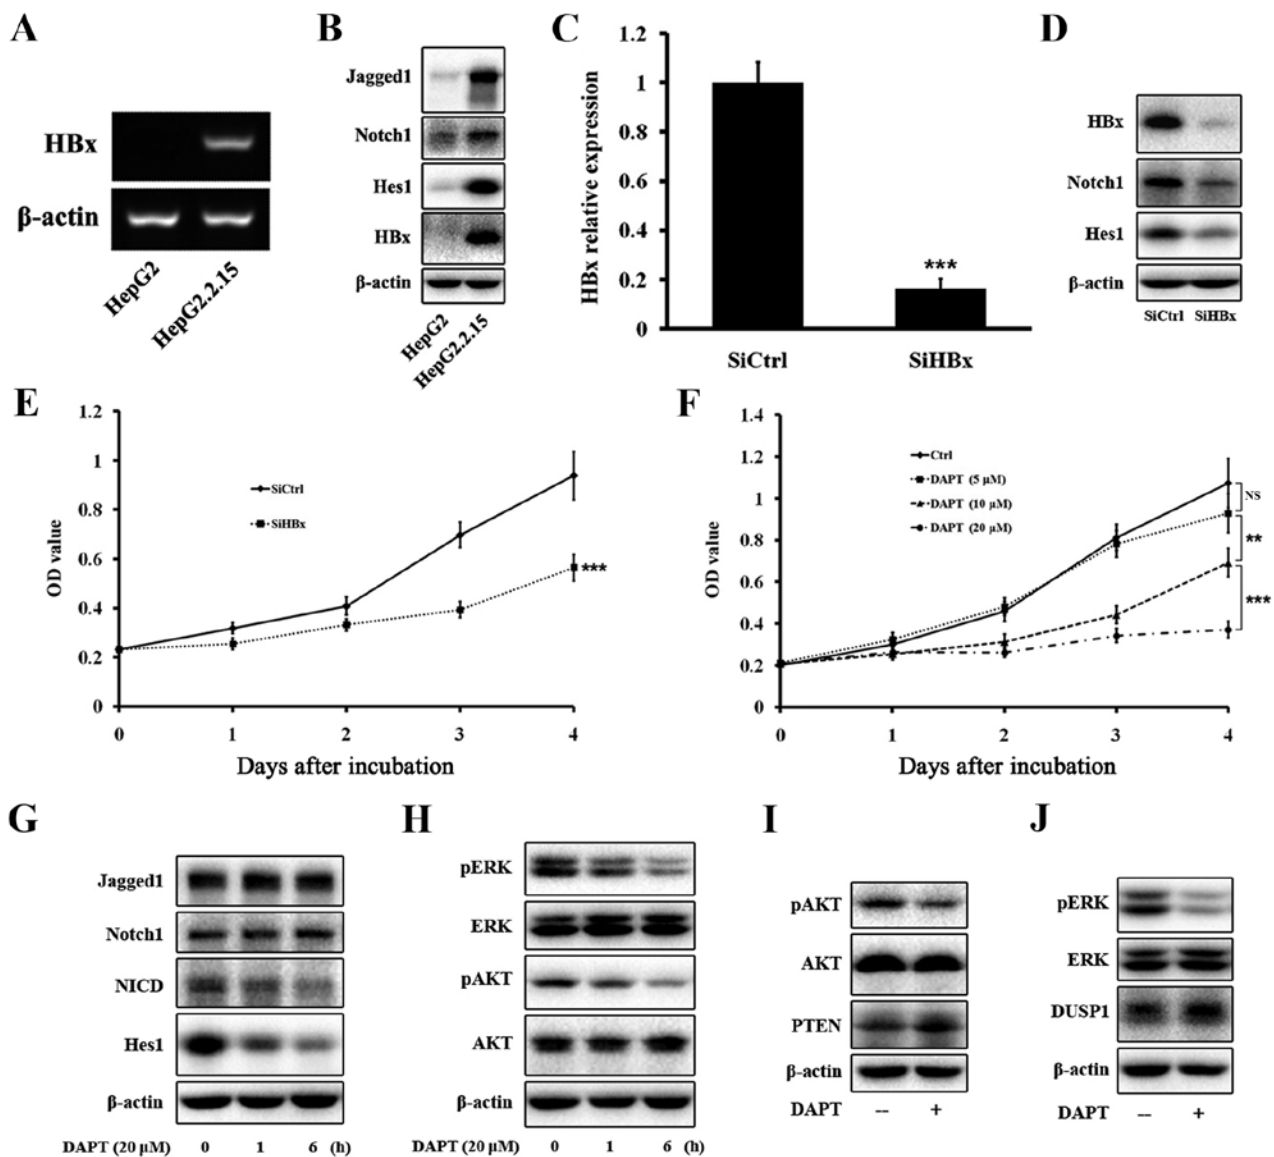 A
HBx
β-actin
HepG2
HepG2.2.15
B
Jagged1
Notch1
Hes1
HBx
β-actin
HepG2
HepG2.2.15
C
HBx relative expression
1.2
1
0.8
0.6
0.4
0.2
0
***
SiCtrl
SiHBx
D
HBx
Notch1
Hes1
β-actin
SiCtrl SiHBx
E
OD value
1.2
1
0.8
0.6
0.4
0.2
0
SiCtrl
SiHBx
***
0 1 2 3 4
Days after incubation
F
OD value
1.4
1.2
1
0.8
0.6
0.4
0.2
0
Ctrl
DAPT (5 μM)
DAPT (10 μM)
DAPT (20 μM)
NS
**
***
0 1 2 3 4
Days after incubation
G
Jagged1
Notch1
NICD
Hes1
β-actin
DAPT (20 μM) 0 1 6 (h)
H
pERK
ERK
pAKT
AKT
β-actin
DAPT (20 μM) 0 1 6 (h)
I
pAKT
AKT
PTEN
β-actin
DAPT -- +
J
pERK
ERK
DUSP1
β-actin
DAPT -- +